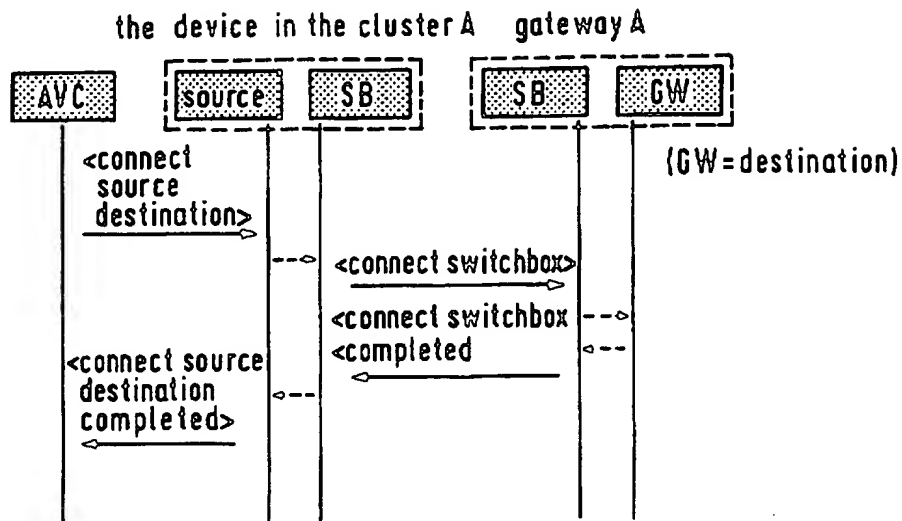 the device in the cluster A gateway A
AVC source SB SB GW
(GW=destination)
<connect
source
destination>
<connect switchbox>
<connect switchbox
<completed
<connect source
destination
completed>